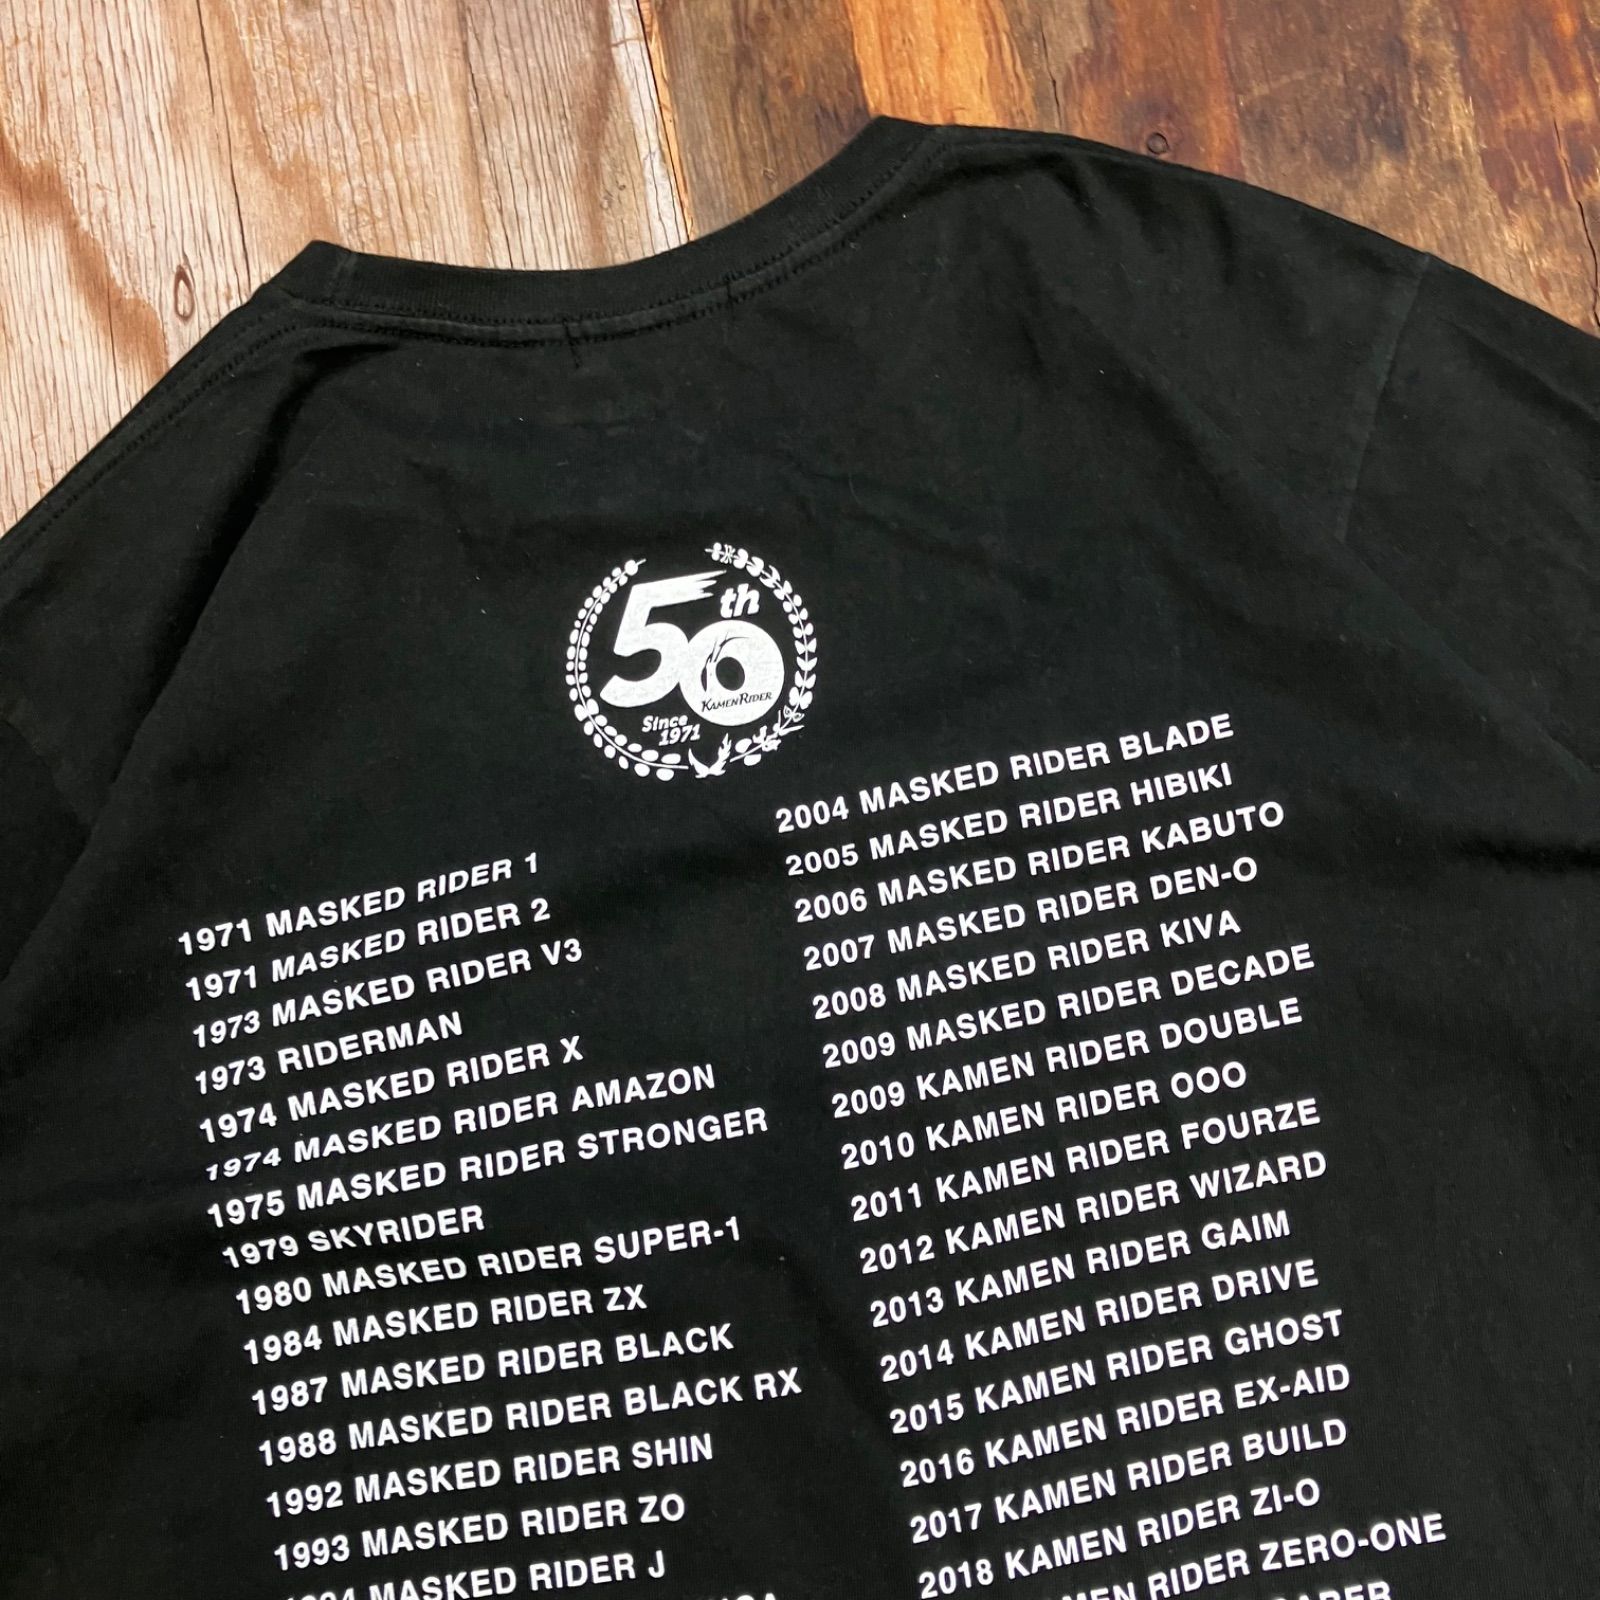 50th
KAMEN RIDER
Since
1971
1971 MASKED RIDER 1
1971 MASKED RIDER 2
1973 MASKED RIDER V3
1973 RIDERMAN
1974 MASKED RIDER X
1974 MASKED RIDER AMAZON
1975 MASKED RIDER STRONGER
1979 SKYRIDER
1980 MASKED RIDER SUPER-1
1984 MASKED RIDER ZX
1987 MASKED RIDER BLACK
1988 MASKED RIDER BLACK RX
1992 MASKED RIDER SHIN
1993 MASKED RIDER ZO
1994 MASKED RIDER J
2004 MASKED RIDER BLADE
2005 MASKED RIDER HIBIKI
2006 MASKED RIDER KABUTO
2007 MASKED RIDER DEN-O
2008 MASKED RIDER KIVA
2009 MASKED RIDER DECADE
2009 KAMEN RIDER DOUBLE
2010 KAMEN RIDER OOO
2011 KAMEN RIDER FOURZE
2012 KAMEN RIDER WIZARD
2013 KAMEN RIDER GAIM
2014 KAMEN RIDER DRIVE
2015 KAMEN RIDER GHOST
2016 KAMEN RIDER EX-AID
2017 KAMEN RIDER BUILD
2018 KAMEN RIDER ZI-O
RIDER ZERO-ONE